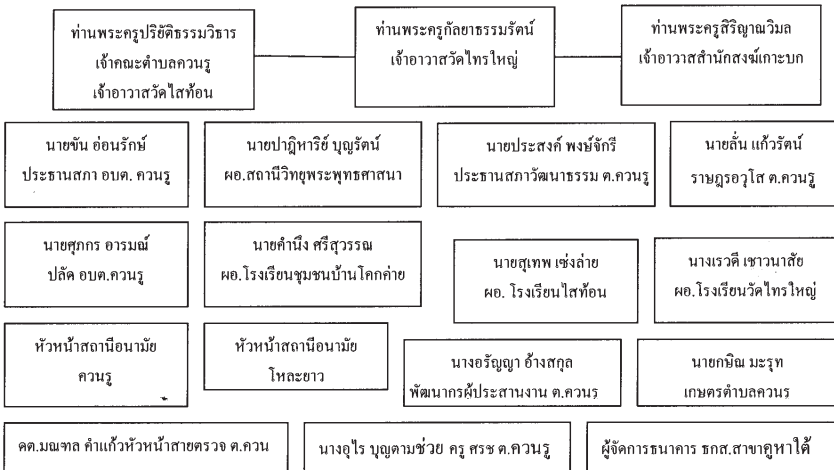 ท่านพระครูปริยัติธรรมวิธาร
เจ้าคณะตำบลควนรู
เจ้าอาวาสวัดไสท้อน
ท่านพระครูกัลยาธรรมรัตน์
เจ้าอาวาสวัดไทรใหญ่
ท่านพระครูสิริญาณวิมล
เจ้าอาวาสสำนักสงฆ์เกาะบก
นายขัน อ่อนรักษ์
ประธานสภา อบต. ควนรู
นายปาฎิหาริย์ บุญรัตน์
ผอ.สถานีวิทยุพระพุทธศาสนา
นายประสงค์ พงษ์จักรี
ประธานสภาวัฒนาธรรม ต.ควนรู
นายลั่น แก้วรัตน์
ราษฎรอวุโส ต.ควนรู
นายศุภกร อารมณ์
ปลัด อบต.ควนรู
นายคำนึง ศรีสุวรรณ
ผอ.โรงเรียนชุมชนบ้านโคกค่าย
นายสุเทพ เซ่งล่าย
ผอ. โรงเรียนไสท้อน
นางเรวดี เชาวนาสัย
ผอ.โรงเรียนวัดไทรใหญ่
หัวหน้าสถานีอนามัย
ควนรู
หัวหน้าสถานีอนามัย
โหละยาว
นางอรัญญา อ้างสกุล
พัฒนากรผู้ประสานงาน ต.ควนรู
นายกษิณ มะรุท
เกษตรตำบลควนรู
ดต.มณฑล คำแก้วหัวหน้าสายตรวจ ต.ควน
นางอุไร บุญตามช่วย ครู ศรช ต.ควนรู
ผู้จัดการธนาคาร ธกส.สาขาคูหาใต้